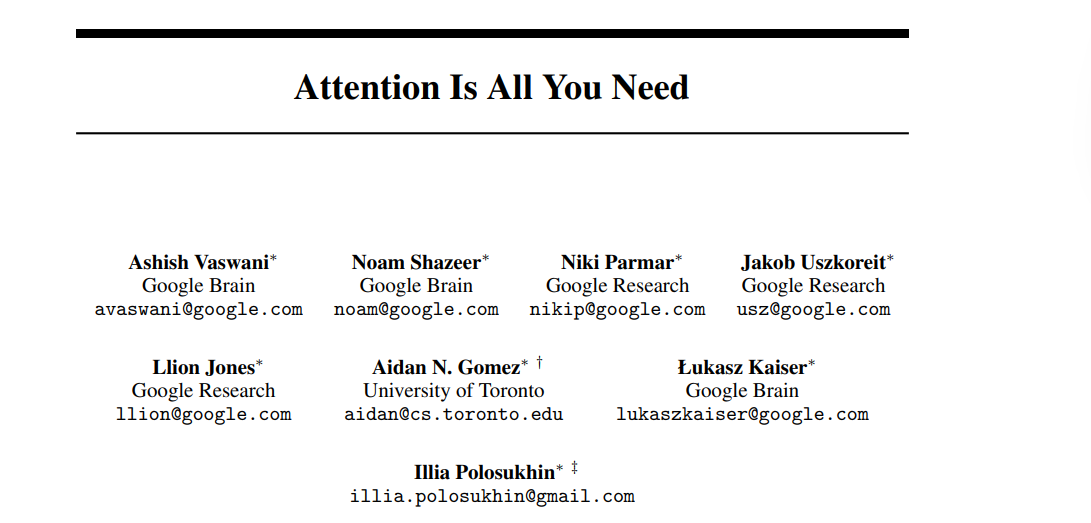 Attention Is All You Need
Ashish Vaswani* Noam Shazeer* Niki Parmar* Jakob Uszkoreit*
Google Brain Google Brain Google Research Google Research
avaswani@google.com noam@google.com nikip@google.com usz@google.com
Llion Jones* Aidan N. Gomez* † Łukasz Kaiser*
Google Research University of Toronto Google Brain
llion@google.com aidan@cs.toronto.edu lukaszkaiser@google.com
Illia Polosukhin* ‡
illia.polosukhin@gmail.com